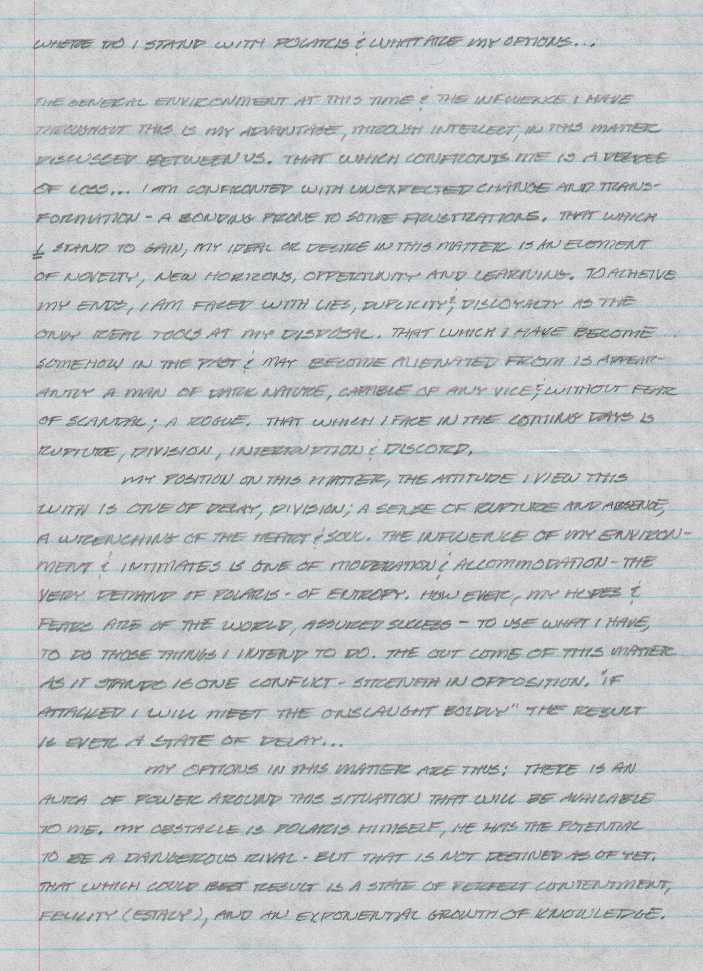 WHERE DO I STAND WITH POLARIS & WHAT ARE MY OPTIONS...
THE GENERAL ENVIRONMENT AT THIS TIME & THE INFLUENCE I HAVE
THROUGHOUT THIS IS MY ADVANTAGE, THROUGH INTELLECT, IN THIS MATTER
DISCUSSED BETWEEN US. THAT WHICH CONFRONTS ME IS A DEGREE
OF LOSS... I AM CONFRONTED WITH UNEXPECTED CHANGE AND TRANS-
FORMATION - A BONDING PRONE TO SOME FRUSTRATIONS. THAT WHICH
I STAND TO GAIN, MY IDEAL OR DESIRE IN THIS MATTER IS AN ELEMENT
OF NOVELTY, NEW HORIZONS, OPPERTUNITY AND LEARNING. TO ACHEIVE
MY ENDS, I AM FACED WITH LIES, DUPLICITY & DISLOYALTY AS THE
ONLY REAL TOOLS AT MY DISPOSAL. THAT WHICH I HAVE BECOME
SOMEHOW IN THE PAST & MAY BECOME ALIENATED FROM IS APPEAR-
ANTLY A MAN OF DARK NATURE, CAPABLE OF ANY VICE & WITHOUT FEAR
OF SCANDAL; A ROGUE. THAT WHICH I FACE IN THE COMING DAYS IS
RUPTURE, DIVISION, INTERRUPTION & DISCORD.
MY POSITION ON THIS MATTER, THE ATTITUDE I VIEW THIS
WITH IS ONE OF DELAY, DIVISION; A SENSE OF RUPTURE AND ABSENCE,
A WRENCHING OF THE HEART & SOUL. THE INFLUENCE OF MY ENVIRON-
MENT & INTIMATES IS ONE OF MODERATION & ACCOMMODATION - THE
VERY DEMAND OF POLARIS - OF ENTROPY. HOW EVER, MY HOPES &
FEARS ARE OF THE WORLD, ASSURED SUCCESS - TO USE WHAT I HAVE,
TO DO THOSE THINGS I INTEND TO DO. THE OUT COME OF THIS MATTER
AS IT STANDS IS ONE CONFLICT - STRENGTH IN OPPOSITION. "IF
ATTACKED I WILL MEET THE ONSLAUGHT BOLDLY" THE RESULT
IS EVER A STATE OF DELAY...
MY OPTIONS IN THIS MATTER ARE THUS: THERE IS AN
AURA OF POWER AROUND THIS SITUATION THAT WILL BE AVAILABLE
TO ME. MY OBSTACLE IS POLARIS HIMSELF, HE HAS THE POTENTIAL
TO BE A DANGEROUS RIVAL - BUT THAT IS NOT DESTINED AS OF YET.
THAT WHICH COULD BEST RESULT IS A STATE OF PERFECT CONTENTMENT,
FELICITY (ESTACY), AND AN EXPONENTIAL GROWTH OF KNOWLEDGE.